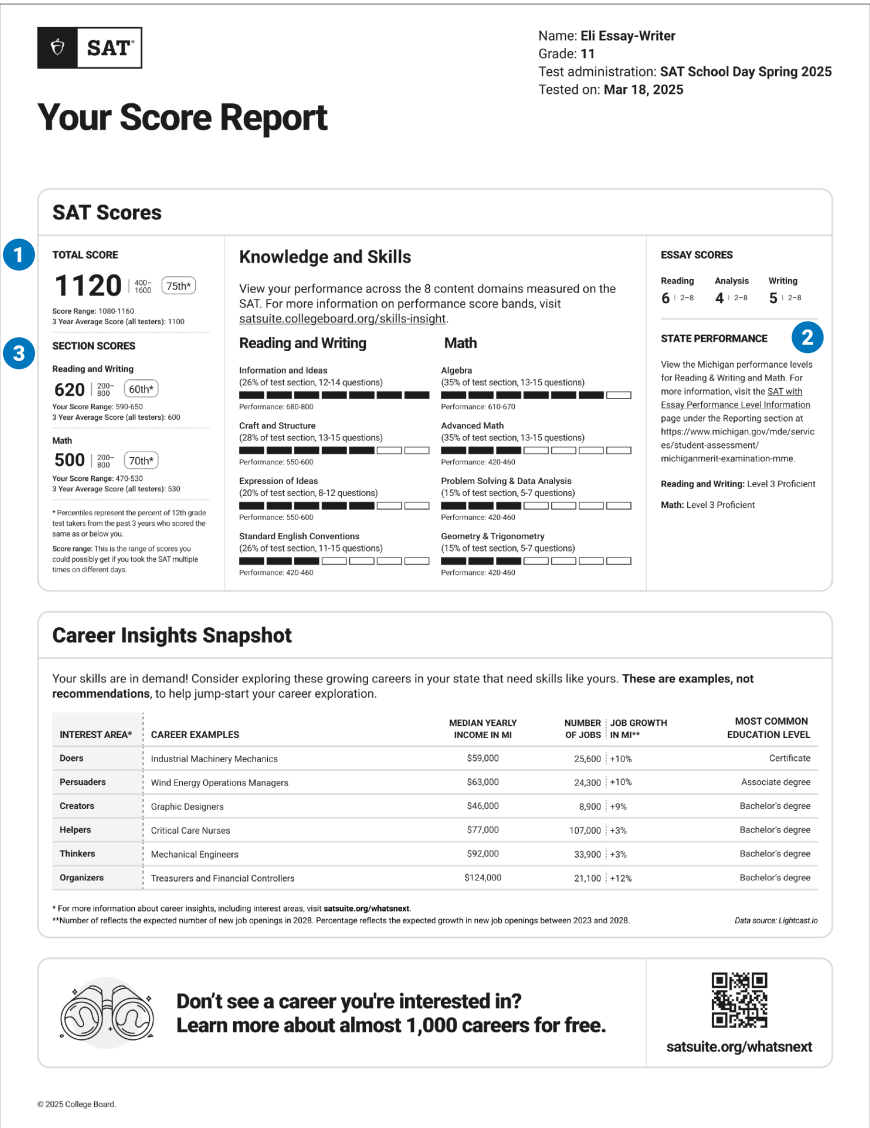 SAT
Name: Eli Essay-Writer
Grade: 11
Test administration: SAT School Day Spring 2025
Tested on: Mar 18, 2025
Your Score Report
SAT Scores
1
TOTAL SCORE
1120 400–1600 75th*
Score Range: 1080-1160
3 Year Average Score (all testers): 1100
3
SECTION SCORES
Reading and Writing
620 200–800 60th*
Your Score Range: 590-650
3 Year Average Score (all testers): 600
Math
500 200–800 70th*
Your Score Range: 470-530
3 Year Average Score (all testers): 530
* Percentiles represent the percent of 12th grade
test takers from the past 3 years who scored the
same as or below you.
Score range: This is the range of scores you
could possibly get if you took the SAT multiple
times on different days.
Knowledge and Skills
View your performance across the 8 content domains measured on the
SAT. For more information on performance score bands, visit
satsuite.collegeboard.org/skills-insight.
Reading and Writing
Information and Ideas
(26% of test section, 12-14 questions)
Performance: 680-800
Craft and Structure
(28% of test section, 13-15 questions)
Performance: 550-600
Expression of Ideas
(20% of test section, 8-12 questions)
Performance: 550-600
Standard English Conventions
(26% of test section, 11-15 questions)
Performance: 420-460
Math
Algebra
(35% of test section, 13-15 questions)
Performance: 610-670
Advanced Math
(35% of test section, 13-15 questions)
Performance: 420-460
Problem Solving & Data Analysis
(15% of test section, 5-7 questions)
Performance: 420-460
Geometry & Trigonometry
(15% of test section, 5-7 questions)
Performance: 420-460
ESSAY SCORES
Reading Analysis Writing
6 | 2–8 4 | 2–8 5 | 2–8
STATE PERFORMANCE
2
View the Michigan performance levels
for Reading & Writing and Math. For
more information, visit the SAT with
Essay Performance Level Information
page under the Reporting section at
https://www.michigan.gov/mde/servic
es/student-assessment/
michiganmerit-examination-mme.
Reading and Writing: Level 3 Proficient
Math: Level 3 Proficient
Career Insights Snapshot
Your skills are in demand! Consider exploring these growing careers in your state that need skills like yours. These are examples, not
recommendations, to help jump-start your career exploration.
INTEREST AREA* CAREER EXAMPLES MEDIAN YEARLY INCOME IN MI NUMBER OF JOBS JOB GROWTH IN MI** MOST COMMON EDUCATION LEVEL
Doers Industrial Machinery Mechanics $59,000 25,600 +10% Certificate
Persuaders Wind Energy Operations Managers $63,000 24,300 +10% Associate degree
Creators Graphic Designers $46,000 8,900 +9% Bachelor's degree
Helpers Critical Care Nurses $77,000 107,000 +3% Bachelor's degree
Thinkers Mechanical Engineers $92,000 33,900 +3% Bachelor's degree
Organizers Treasurers and Financial Controllers $124,000 21,100 +12% Bachelor's degree
* For more information about career insights, including interest areas, visit satsuite.org/whatsnext.
**Number of reflects the expected number of new job openings in 2028. Percentage reflects the expected growth in new job openings between 2023 and 2028.
Data source: Lightcast.io
Don't see a career you're interested in?
Learn more about almost 1,000 careers for free.
satsuite.org/whatsnext
© 2025 College Board.